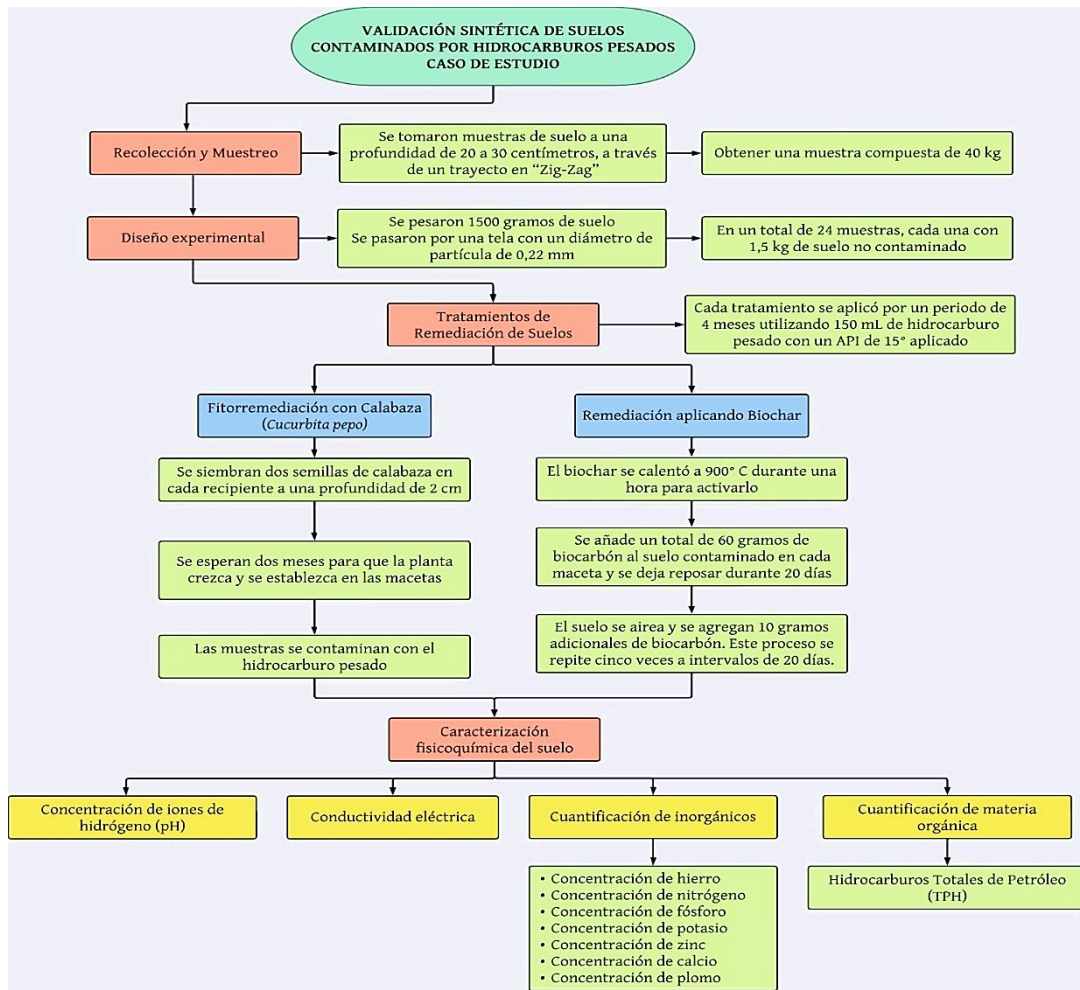 VALIDACIÓN SINTÉTICA DE SUELOS
CONTAMINADOS POR HIDROCARBUROS PESADOS
CASO DE ESTUDIO
Recolección y Muestreo
Se tomaron muestras de suelo a una
profundidad de 20 a 30 centímetros, a través
de un trayecto en “Zig-Zag”
Obtener una muestra compuesta de 40 kg
Diseño experimental
Se pesaron 1500 gramos de suelo
Se pasaron por una tela con un diámetro de
partícula de 0,22 mm
En un total de 24 muestras, cada una con
1,5 kg de suelo no contaminado
Tratamientos de
Remediación de Suelos
Cada tratamiento se aplicó por un periodo de
4 meses utilizando 150 mL de hidrocarburo
pesado con un API de 15° aplicado
Fitorremediación con Calabaza
(Cucurbita pepo)
Se siembran dos semillas de calabaza en
cada recipiente a una profundidad de 2 cm
Se esperan dos meses para que la planta
crezca y se establezca en las macetas
Las muestras se contaminan con el
hidrocarburo pesado
Remediación aplicando Biochar
El biochar se calentó a 900° C durante una
hora para activarlo
Se añade un total de 60 gramos de
biocarbón al suelo contaminado en cada
maceta y se deja reposar durante 20 días
El suelo se airea y se agregan 10 gramos
adicionales de biocarbón. Este proceso se
repite cinco veces a intervalos de 20 días.
Caracterización
fisicoquímica del suelo
Concentración de iones de
hidrógeno (pH)
Conductividad eléctrica
Cuantificación de inorgánicos
• Concentración de hierro
• Concentración de nitrógeno
• Concentración de fósforo
• Concentración de potasio
• Concentración de zinc
• Concentración de calcio
• Concentración de plomo
Cuantificación de materia
orgánica
Hidrocarburos Totales de Petróleo
(TPH)